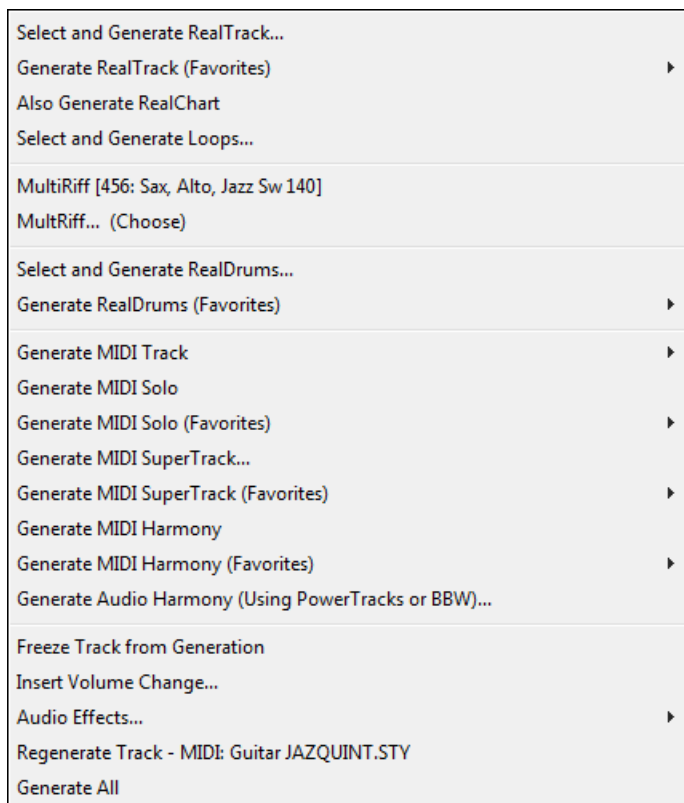 Select and Generate RealTrack...
Generate RealTrack (Favorites)
Also Generate RealChart
Select and Generate Loops...
MultiRiff [456: Sax, Alto, Jazz Sw 140]
MultRiff... (Choose)
Select and Generate RealDrums...
Generate RealDrums (Favorites)
Generate MIDI Track
Generate MIDI Solo
Generate MIDI Solo (Favorites)
Generate MIDI SuperTrack...
Generate MIDI SuperTrack (Favorites)
Generate MIDI Harmony
Generate MIDI Harmony (Favorites)
Generate Audio Harmony (Using PowerTracks or BBW)...
Freeze Track from Generation
Insert Volume Change...
Audio Effects...
Regenerate Track - MIDI: Guitar JAZQUINT.STY
Generate All